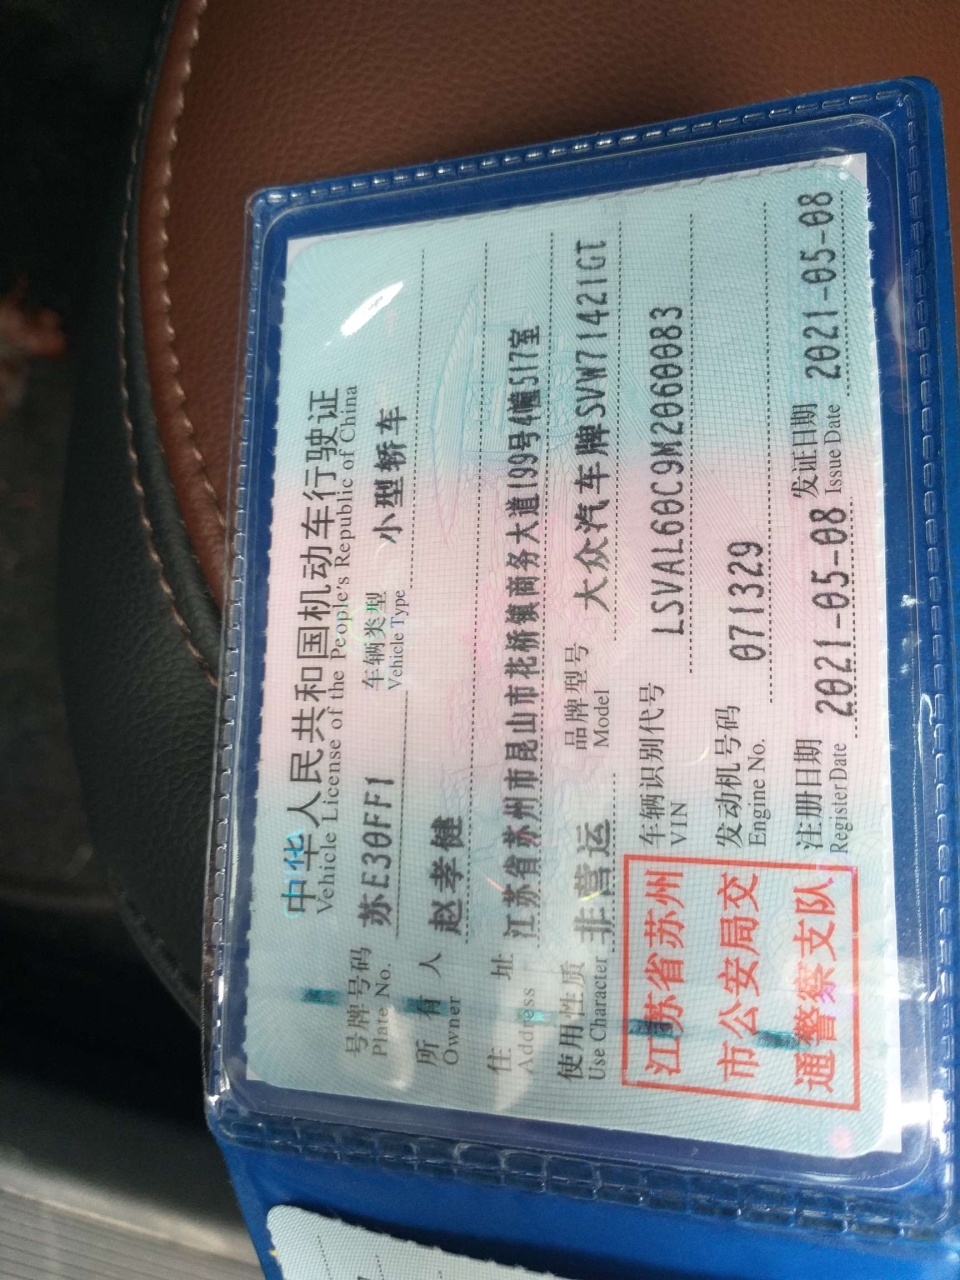 中华人民共和国机动车行驶证
Vehicle License of the People's Republic of China
号牌号码 苏E30FF1 车辆类型 小型轿车
Plate No. Vehicle Type
所有人 赵孝健
Owner
住址 江苏省苏州市昆山市花桥镇商务大道199号4幢517室
Address
使用性质 非营运 品牌型号 大众汽车牌SVW71421GT
Use Character Model
车辆识别代号 LSVAL60C9M2060083
VIN
发动机号码 071329
Engine No.
注册日期 2021-05-08 发证日期 2021-05-08
Register Date Issue Date
江苏省苏州
市公安局交
通警察支队